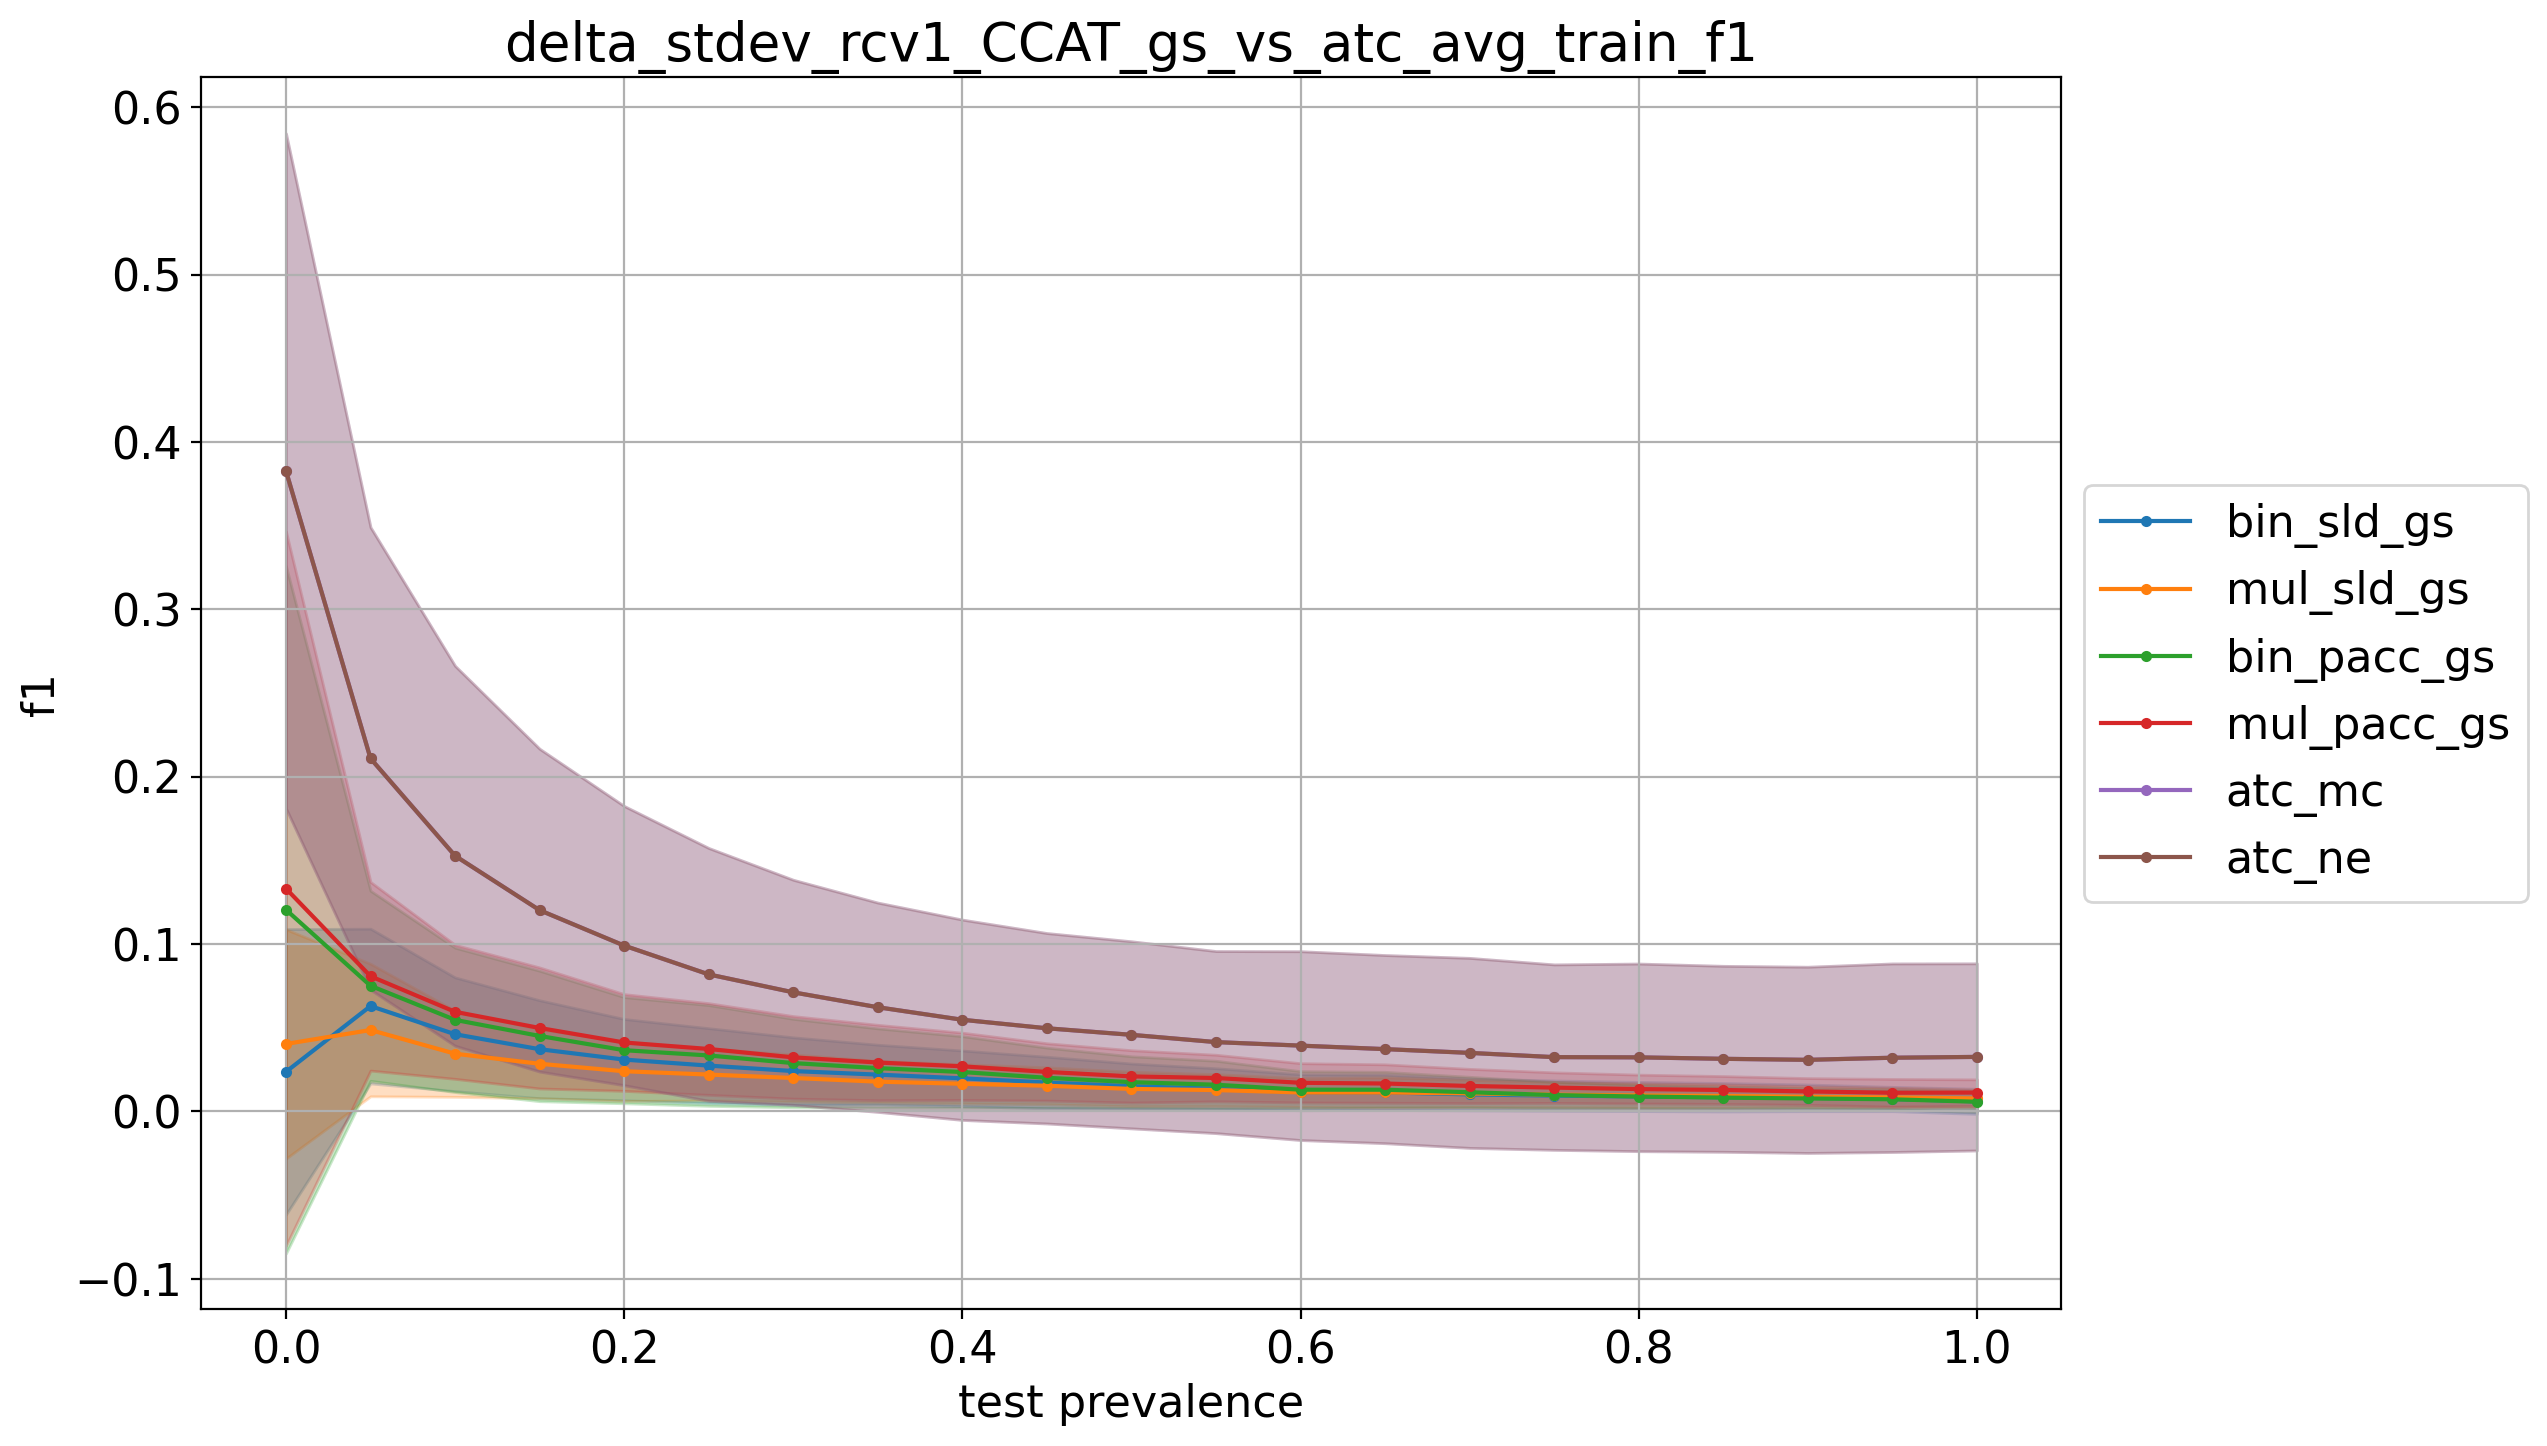 delta_stdev_rcv1_CCAT_gs_vs_atc_avg_train_f1
0.6
0.5
0.4
0.3
0.2
0.1
0.0
−0.1
f1
0.0 0.2 0.4 0.6 0.8 1.0
test prevalence
bin_sld_gs
mul_sld_gs
bin_pacc_gs
mul_pacc_gs
atc_mc
atc_ne